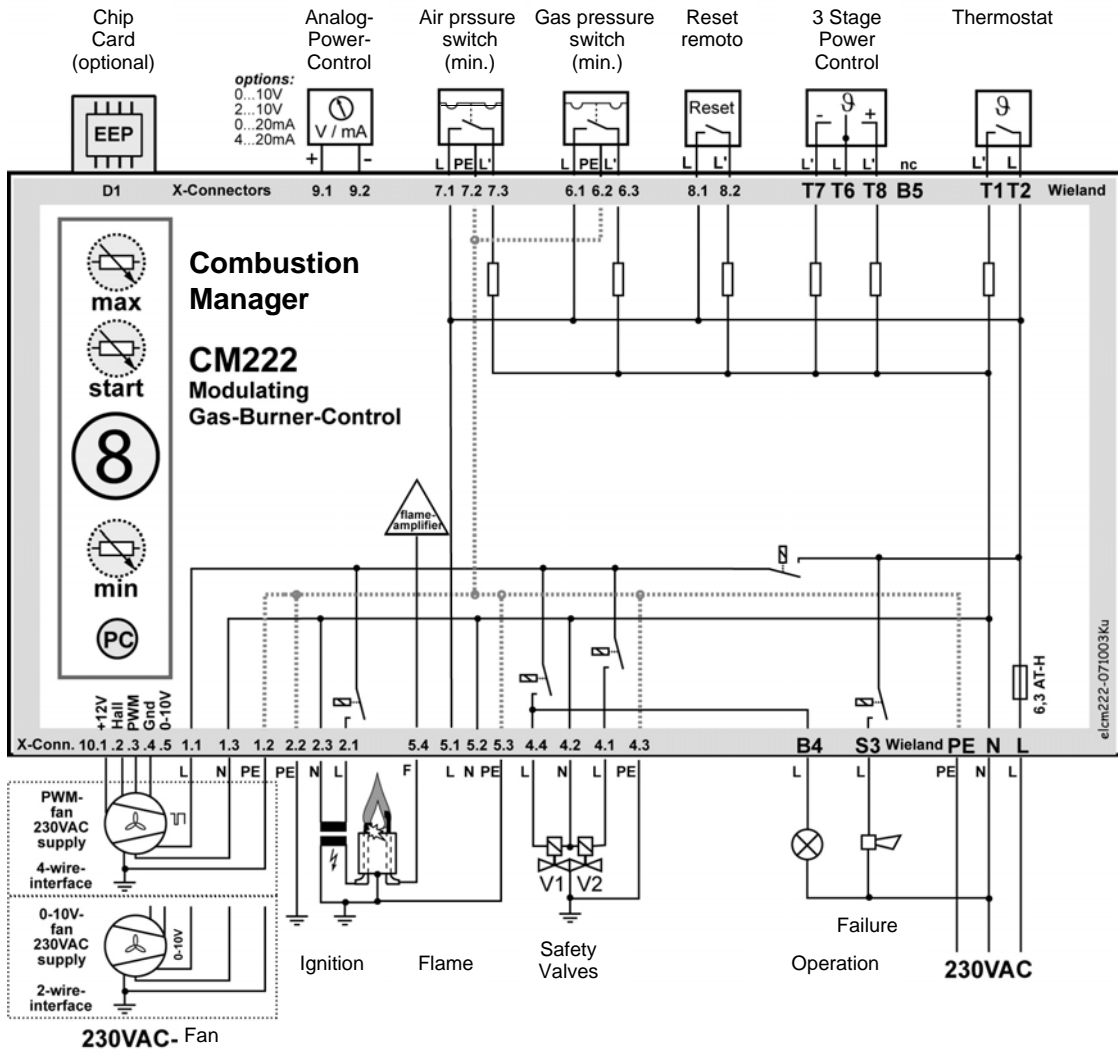 Chip
Card
(optional)
Analog-
Power-
Control
Air prssure
switch
(min.)
Gas pressure
switch
(min.)
Reset
remoto
3 Stage
Power
Control
Thermostat
options:
0...10V
2...10V
0...20mA
4...20mA
EEP
V / mA
+ -
Reset
- ϑ +
ϑ
L PE L'
L PE L'
L L'
L' L L' nc
L' L
D1 X-Connectors 9.1 9.2 7.1 7.2 7.3 6.1 6.2 6.3 8.1 8.2 T7 T6 T8 B5 T1 T2 Wieland
max
start
8
min
PC
Combustion
Manager
CM222
Modulating
Gas-Burner-Control
flame-
amplifier
6,3 AT-H
elcm222-071003Ku
+12V
Hall
PWM
Gnd
0-10V
X-Conn. 10.1 .2 .3 .4 .5 1.1 1.3 1.2 2.2 2.3 2.1 5.4 5.1 5.2 5.3 4.4 4.2 4.1 4.3 B4 S3 Wieland PE N L
L N PE PE N L F L N PE L N L PE L L PE N L
PWM-
fan
230VAC
supply
4-wire-
interface
0-10V-
fan
230VAC
supply
2-wire-
interface
0-10V
230VAC- Fan
Ignition
Flame
V1 V2
Safety
Valves
Operation
Failure
230VAC